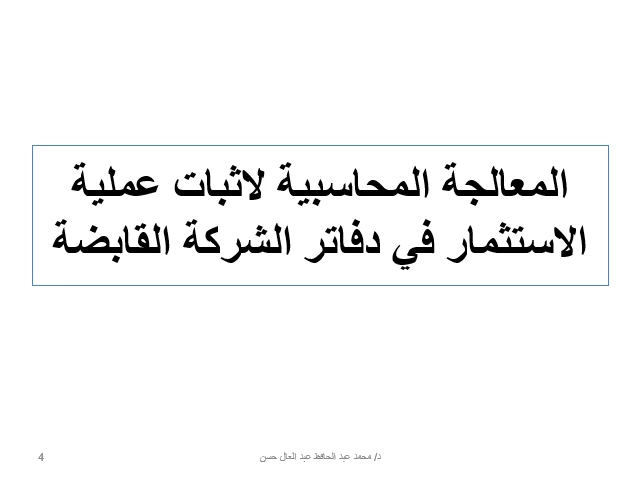 المعالجة المحاسبية لاثبات عملية
الاستثمار في دفاتر الشركة القابضة
د/ محمد عبد الحافظ عبد العال حسن
4